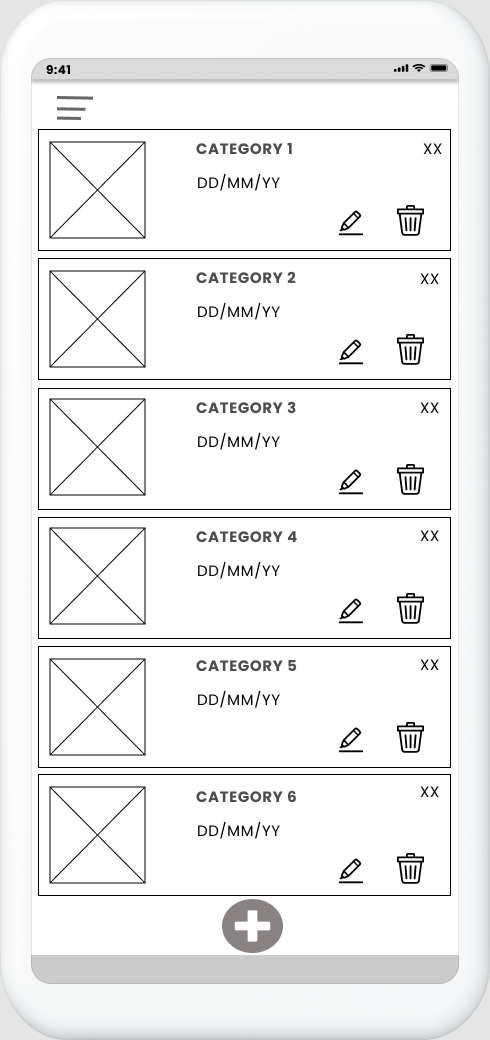 9:41
CATEGORY 1 XX
DD/MM/YY
CATEGORY 2 XX
DD/MM/YY
CATEGORY 3 XX
DD/MM/YY
CATEGORY 4 XX
DD/MM/YY
CATEGORY 5 XX
DD/MM/YY
CATEGORY 6 XX
DD/MM/YY